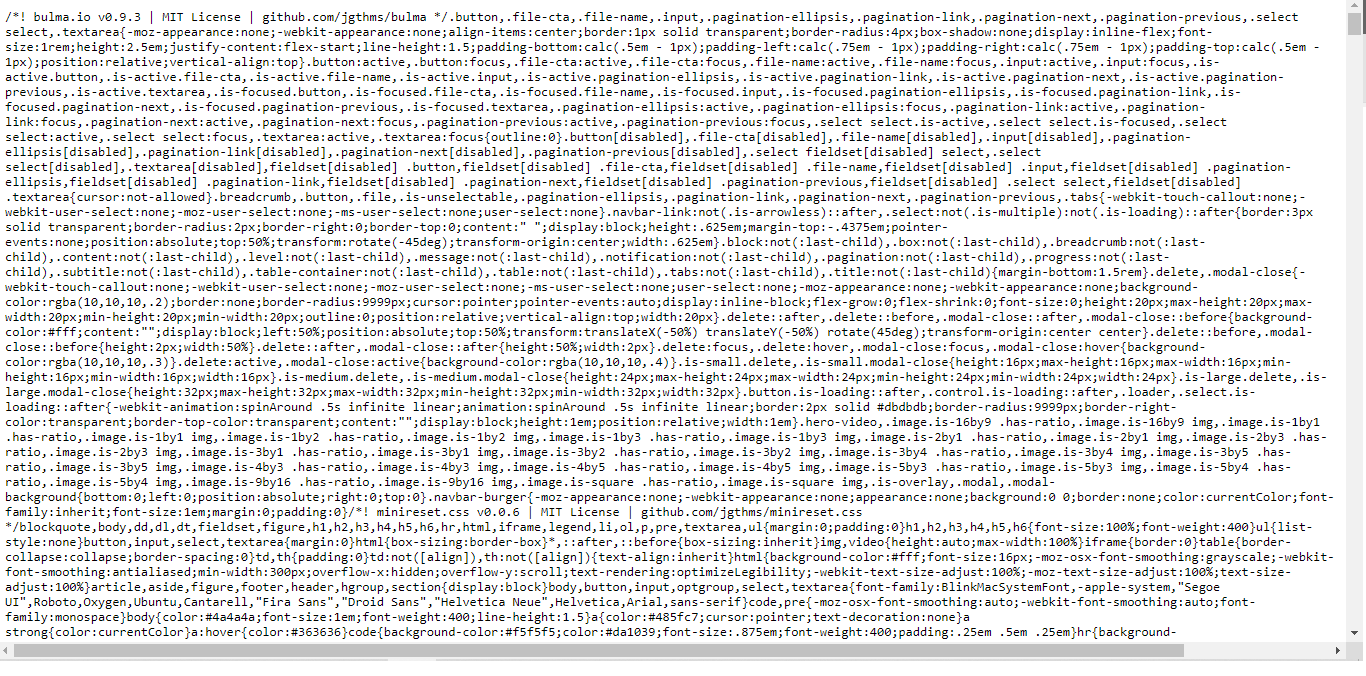 /*! bulma.io v0.9.3 | MIT License | github.com/jgthms/bulma */.button,.file-cta,.file-name,.input,.pagination-ellipsis,.pagination-link,.pagination-next,.pagination-previous,.select
select,.textarea{-moz-appearance:none;-webkit-appearance:none;align-items:center;border:1px solid transparent;border-radius:4px;box-shadow:none;display:inline-flex;font-
size:1rem;height:2.5em;justify-content:flex-start;line-height:1.5;padding-bottom:calc(.5em - 1px);padding-left:calc(.75em - 1px);padding-right:calc(.75em - 1px);padding-top:calc(.5em -
1px);position:relative;vertical-align:top}.button:active,.button:focus,.file-cta:active,.file-cta:focus,.file-name:active,.file-name:focus,.input:active,.input:focus,.is-
active.button,.is-active.file-cta,.is-active.file-name,.is-active.input,.is-active.pagination-ellipsis,.is-active.pagination-link,.is-active.pagination-next,.is-active.pagination-
previous,.is-active.textarea,.is-focused.button,.is-focused.file-cta,.is-focused.file-name,.is-focused.input,.is-focused.pagination-ellipsis,.is-focused.pagination-link,.is-
focused.pagination-next,.is-focused.pagination-previous,.is-focused.textarea,.pagination-ellipsis:active,.pagination-ellipsis:focus,.pagination-link:active,.pagination-
link:focus,.pagination-next:active,.pagination-next:focus,.pagination-previous:active,.pagination-previous:focus,.select select.is-active,.select select.is-focused,.select
select:active,.select select:focus,.textarea:active,.textarea:focus{outline:0}.button[disabled],.file-cta[disabled],.file-name[disabled],.input[disabled],.pagination-
ellipsis[disabled],.pagination-link[disabled],.pagination-next[disabled],.pagination-previous[disabled],.select fieldset[disabled] select,.select
select[disabled],.textarea[disabled],fieldset[disabled] .button,fieldset[disabled] .file-cta,fieldset[disabled] .file-name,fieldset[disabled] .input,fieldset[disabled] .pagination-
ellipsis,fieldset[disabled] .pagination-link,fieldset[disabled] .pagination-next,fieldset[disabled] .pagination-previous,fieldset[disabled] .select select,fieldset[disabled]
.textarea{cursor:not-allowed}.breadcrumb,.button,.file,.is-unselectable,.pagination-ellipsis,.pagination-link,.pagination-next,.pagination-previous,.tabs{-webkit-touch-callout:none;-
webkit-user-select:none;-moz-user-select:none;-ms-user-select:none;user-select:none}.navbar-link:not(.is-arrowless)::after,.select:not(.is-multiple):not(.is-loading)::after{border:3px
solid transparent;border-radius:2px;border-right:0;border-top:0;content:" ";display:block;height:.625em;margin-top:-.4375em;pointer-
events:none;position:absolute;top:50%;transform:rotate(-45deg);transform-origin:center;width:.625em}.block:not(:last-child),.box:not(:last-child),.breadcrumb:not(:last-
child),.content:not(:last-child),.level:not(:last-child),.message:not(:last-child),.notification:not(:last-child),.pagination:not(:last-child),.progress:not(:last-
child),.subtitle:not(:last-child),.table-container:not(:last-child),.table:not(:last-child),.tabs:not(:last-child),.title:not(:last-child){margin-bottom:1.5rem}.delete,.modal-close{-
webkit-touch-callout:none;-webkit-user-select:none;-moz-user-select:none;-ms-user-select:none;user-select:none;-moz-appearance:none;-webkit-appearance:none;background-
color:rgba(10,10,10,.2);border:none;border-radius:9999px;cursor:pointer;pointer-events:auto;display:inline-block;flex-grow:0;flex-shrink:0;font-size:0;height:20px;max-height:20px;max-
width:20px;min-height:20px;min-width:20px;outline:0;position:relative;vertical-align:top;width:20px}.delete::after,.delete::before,.modal-close::after,.modal-close::before{background-
color:#fff;content:"";display:block;left:50%;position:absolute;top:50%;transform:translateX(-50%) translateY(-50%) rotate(45deg);transform-origin:center center}.delete::before,.modal-
close::before{height:2px;width:50%}.delete::after,.modal-close::after{height:50%;width:2px}.delete:focus,.delete:hover,.modal-close:focus,.modal-close:hover{background-
color:rgba(10,10,10,.3)}.delete:active,.modal-close:active{background-color:rgba(10,10,10,.4)}.is-small.delete,.is-small.modal-close{height:16px;max-height:16px;max-width:16px;min-
height:16px;min-width:16px;width:16px}.is-medium.delete,.is-medium.modal-close{height:24px;max-height:24px;max-width:24px;min-height:24px;min-width:24px;width:24px}.is-large.delete,.is-
large.modal-close{height:32px;max-height:32px;max-width:32px;min-height:32px;min-width:32px;width:32px}.button.is-loading::after,.control.is-loading::after,.loader,.select.is-
loading::after{-webkit-animation:spinAround .5s infinite linear;animation:spinAround .5s infinite linear;border:2px solid #dbdbdb;border-radius:9999px;border-right-
color:transparent;border-top-color:transparent;content:"";display:block;height:1em;position:relative;width:1em}.hero-video,.image.is-16by9 .has-ratio,.image.is-16by9 img,.image.is-1by1
.has-ratio,.image.is-1by1 img,.image.is-1by2 .has-ratio,.image.is-1by2 img,.image.is-1by3 .has-ratio,.image.is-1by3 img,.image.is-2by1 .has-ratio,.image.is-2by1 img,.image.is-2by3 .has-
ratio,.image.is-2by3 img,.image.is-3by1 .has-ratio,.image.is-3by1 img,.image.is-3by2 .has-ratio,.image.is-3by2 img,.image.is-3by4 .has-ratio,.image.is-3by4 img,.image.is-3by5 .has-
ratio,.image.is-3by5 img,.image.is-4by3 .has-ratio,.image.is-4by3 img,.image.is-4by5 .has-ratio,.image.is-4by5 img,.image.is-5by3 .has-ratio,.image.is-5by3 img,.image.is-5by4 .has-
ratio,.image.is-5by4 img,.image.is-9by16 .has-ratio,.image.is-9by16 img,.image.is-square .has-ratio,.image.is-square img,.is-overlay,.modal,.modal-
background{bottom:0;left:0;position:absolute;right:0;top:0}.navbar-burger{-moz-appearance:none;-webkit-appearance:none;appearance:none;background:0 0;border:none;color:currentColor;font-
family:inherit;font-size:1em;margin:0;padding:0}/*! minireset.css v0.0.6 | MIT License | github.com/jgthms/minireset.css
*/blockquote,body,dd,dl,dt,fieldset,figure,h1,h2,h3,h4,h5,h6,hr,html,iframe,legend,li,ol,p,pre,textarea,ul{margin:0;padding:0}h1,h2,h3,h4,h5,h6{font-size:100%;font-weight:400}ul{list-
style:none}button,input,select,textarea{margin:0}html{box-sizing:border-box}*,::after,::before{box-sizing:inherit}img,video{height:auto;max-width:100%}iframe{border:0}table{border-
collapse:collapse;border-spacing:0}td,th{padding:0}td:not([align]),th:not([align]){text-align:inherit}html{background-color:#fff;font-size:16px;-moz-osx-font-smoothing:grayscale;-webkit-
font-smoothing:antialiased;min-width:300px;overflow-x:hidden;overflow-y:scroll;text-rendering:optimizeLegibility;-webkit-text-size-adjust:100%;-moz-text-size-adjust:100%;text-size-
adjust:100%}article,aside,figure,footer,header,hgroup,section{display:block}body,button,input,optgroup,select,textarea{font-family:BlinkMacSystemFont,-apple-system,"Segoe
UI",Roboto,Oxygen,Ubuntu,Cantarell,"Fira Sans","Droid Sans","Helvetica Neue",Helvetica,Arial,sans-serif}code,pre{-moz-osx-font-smoothing:auto;-webkit-font-smoothing:auto;font-
family:monospace}body{color:#4a4a4a;font-size:1em;font-weight:400;line-height:1.5}a{color:#485fc7;cursor:pointer;text-decoration:none}a
strong{color:currentColor}a:hover{color:#363636}code{background-color:#f5f5f5;color:#da1039;font-size:.875em;font-weight:400;padding:.25em .5em .25em}hr{background-